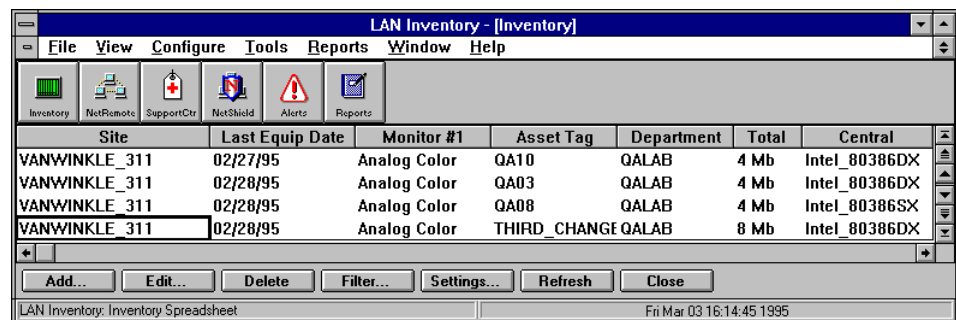 LAN Inventory - [Inventory]
File View Configure Tools Reports Window Help
Inventory NetRemote SupportCtr NetShield Alerts Reports
Site Last Equip Date Monitor #1 Asset Tag Department Total Central
VANWINKLE_311 02/27/95 Analog Color QA10 QALAB 4 Mb Intel_80386DX
VANWINKLE_311 02/28/95 Analog Color QA03 QALAB 4 Mb Intel_80386DX
VANWINKLE_311 02/28/95 Analog Color QA08 QALAB 4 Mb Intel_80386SX
VANWINKLE_311 02/28/95 Analog Color THIRD_CHANGE QALAB 8 Mb Intel_80386DX
Add... Edit... Delete Filter... Settings... Refresh Close
LAN Inventory: Inventory Spreadsheet Fri Mar 03 16:14:45 1995